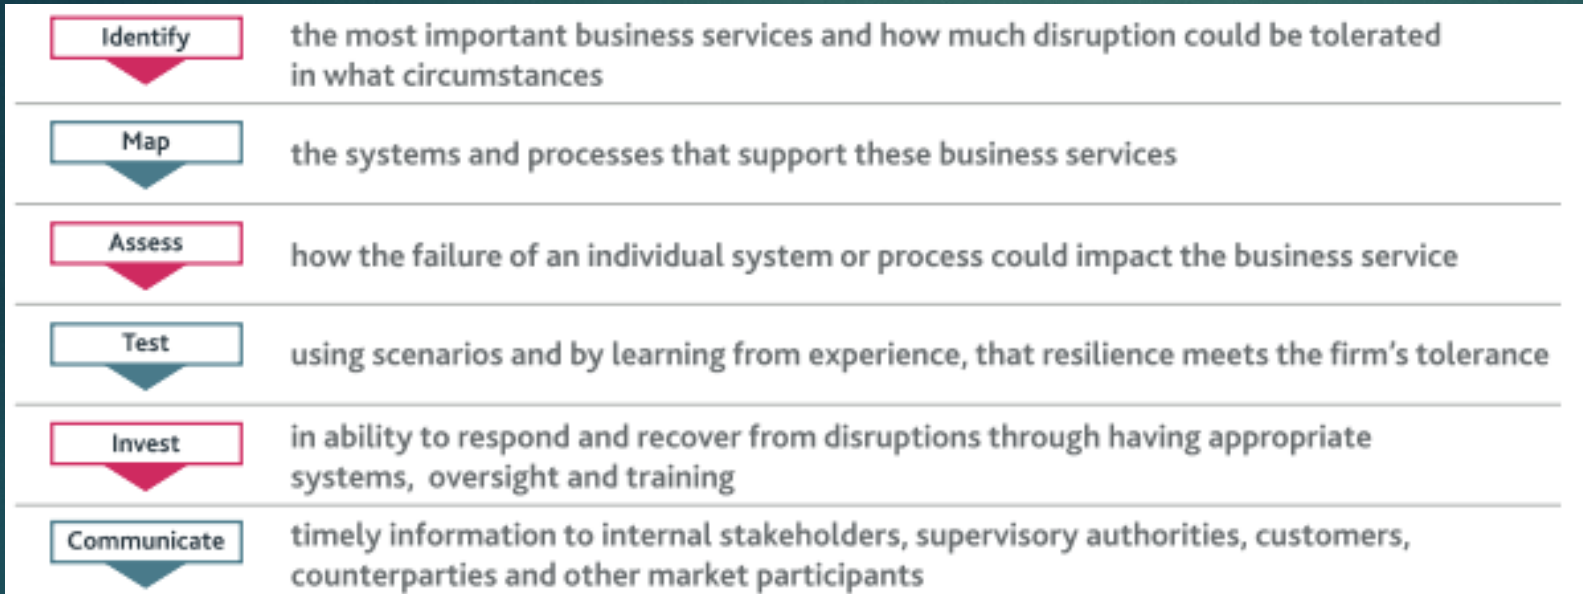 Identify
the most important business services and how much disruption could be tolerated
in what circumstances
Map
the systems and processes that support these business services
Assess
how the failure of an individual system or process could impact the business service
Test
using scenarios and by learning from experience, that resilience meets the firm's tolerance
Invest
in ability to respond and recover from disruptions through having appropriate
systems, oversight and training
Communicate
timely information to internal stakeholders, supervisory authorities, customers,
counterparties and other market participants